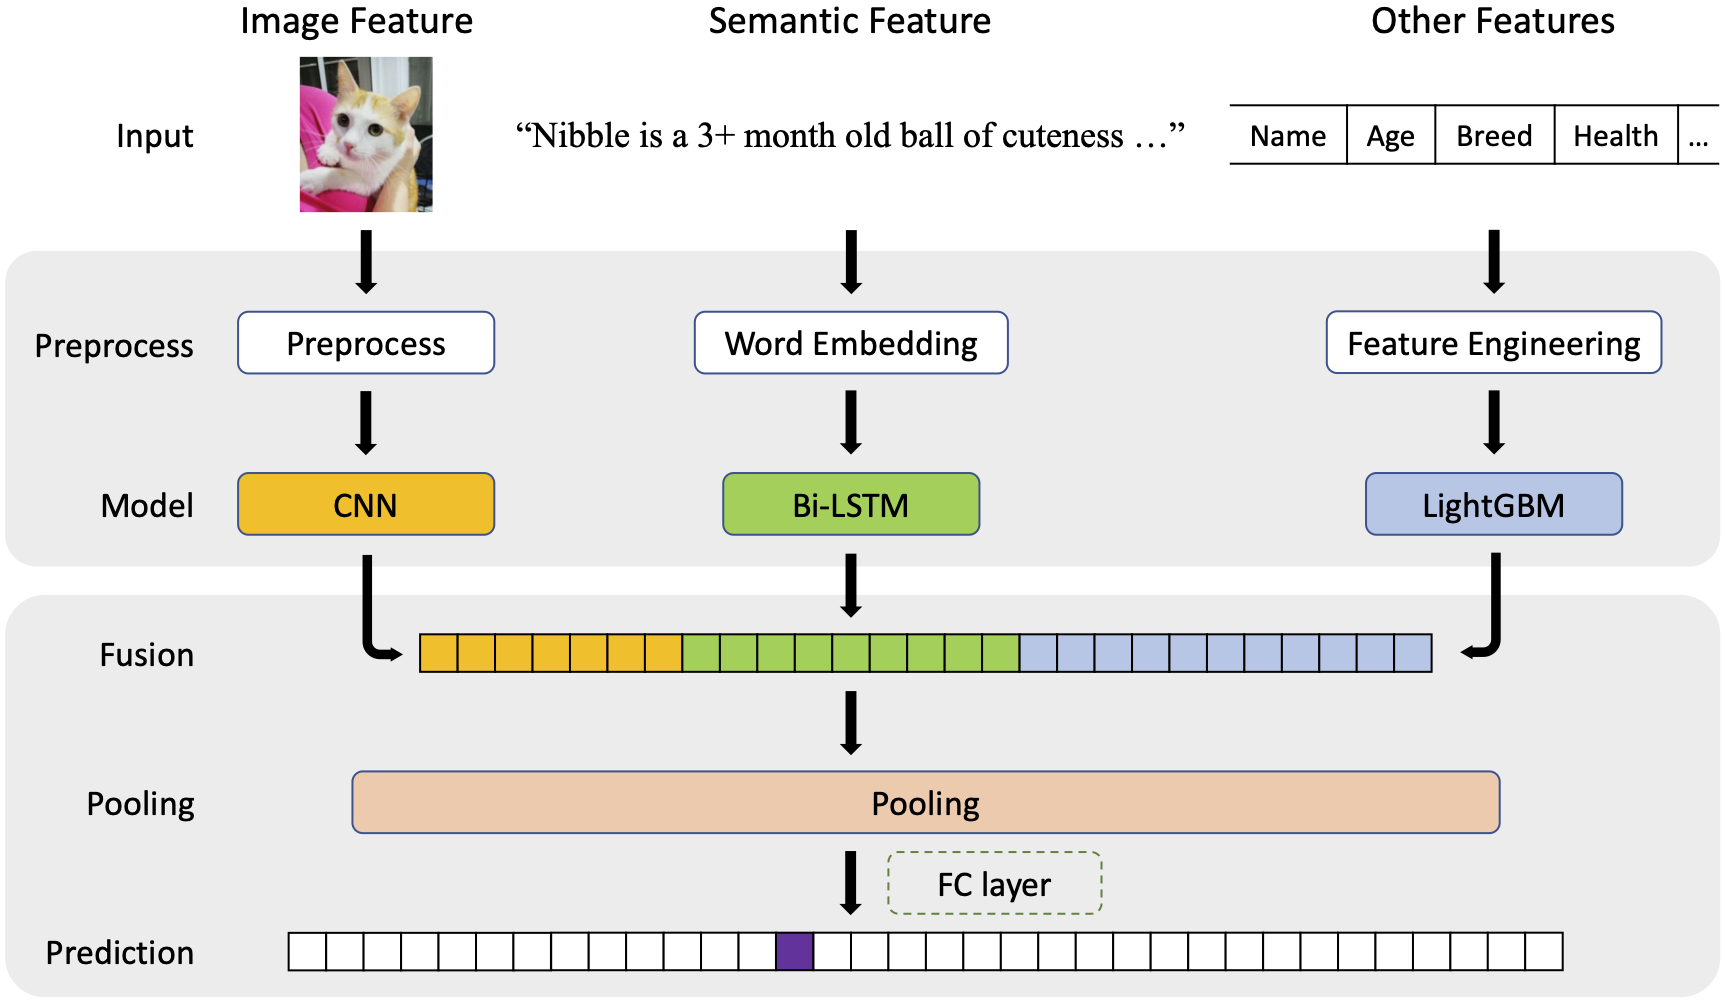 Image Feature Semantic Feature Other Features
Input “Nibble is a 3+ month old ball of cuteness ...” Name Age Breed Health ...
Preprocess Preprocess Word Embedding Feature Engineering
Model CNN Bi-LSTM LightGBM
Fusion
Pooling Pooling
FC layer
Prediction